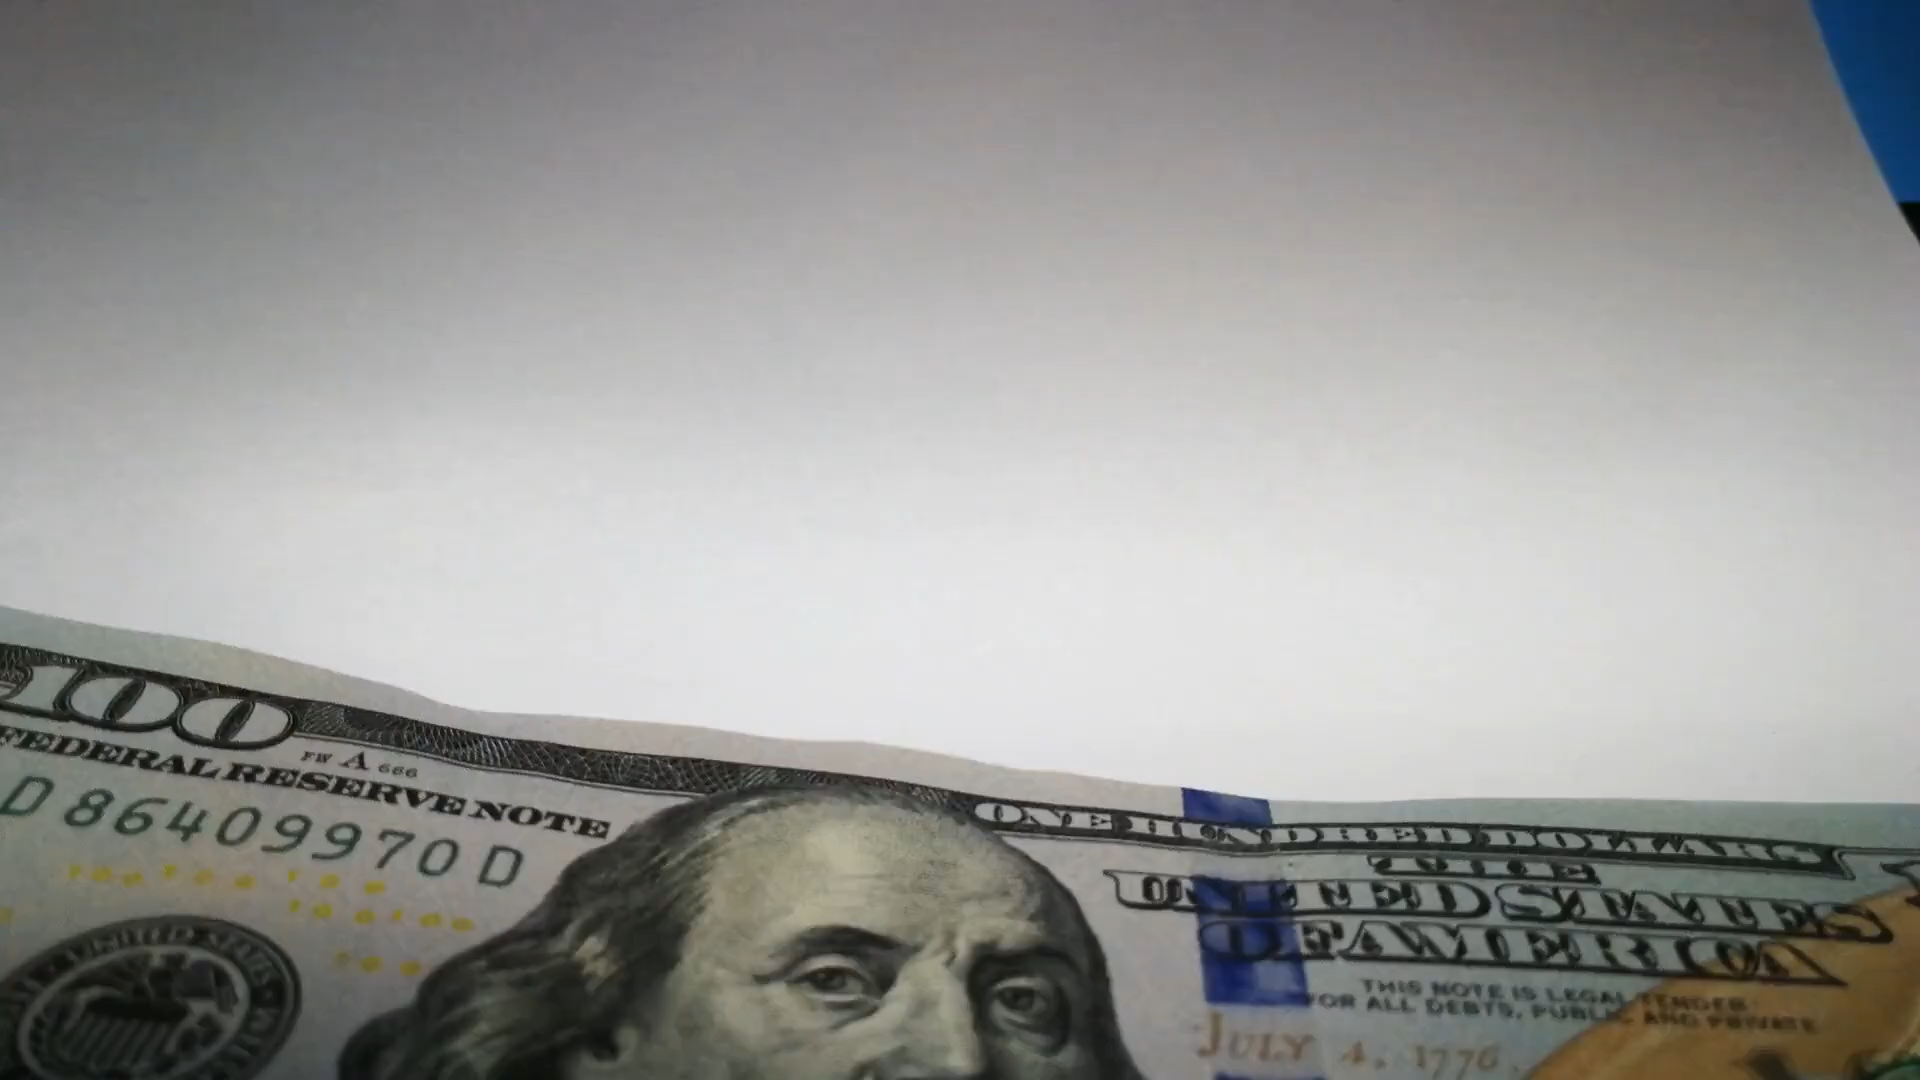 100
FEDERAL RESERVE NOTE
FW A 666
D 86409970 D
ONE HUNDRED DOLLARS
THE
UNITED STATES
OF AMERICA
THIS NOTE IS LEGAL TENDER
FOR ALL DEBTS, PUBLIC AND PRIVATE
JULY 4, 1776